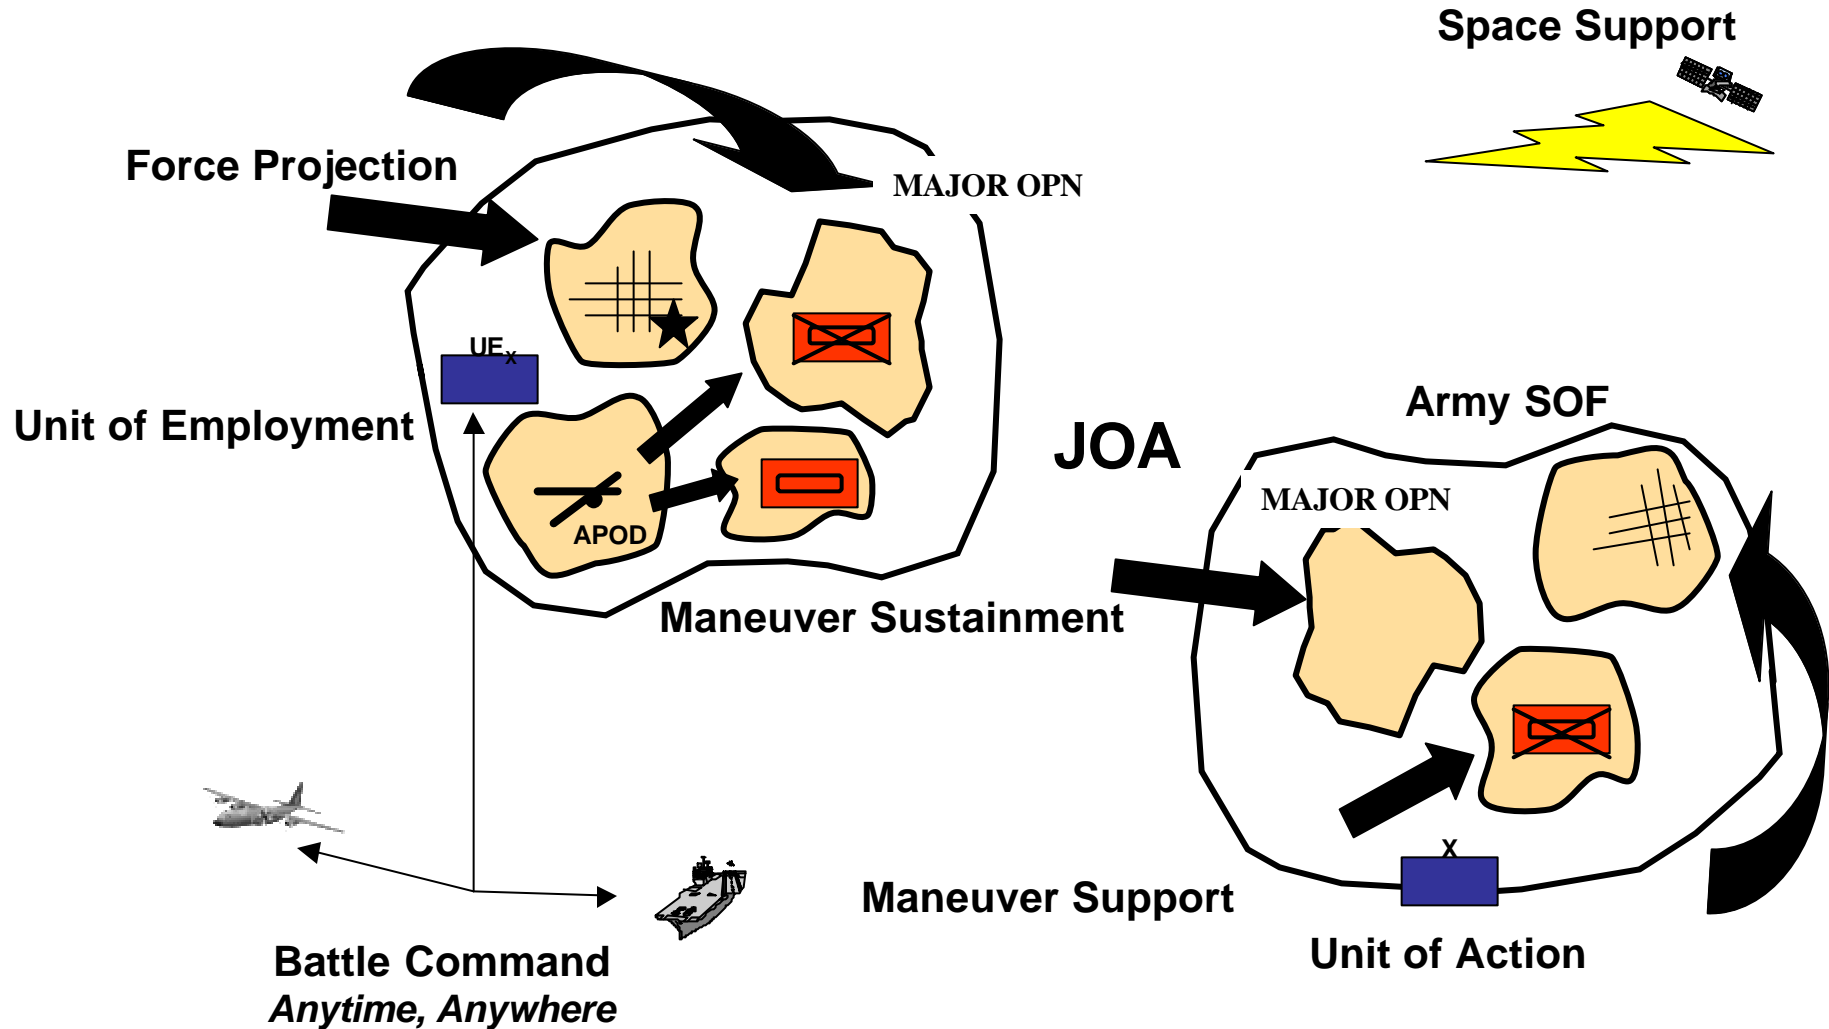 Space Support
Force Projection
MAJOR OPN
UEx
Unit of Employment
Army SOF
JOA
MAJOR OPN
APOD
Maneuver Sustainment
X
Maneuver Support
Unit of Action
Battle Command
Anytime, Anywhere